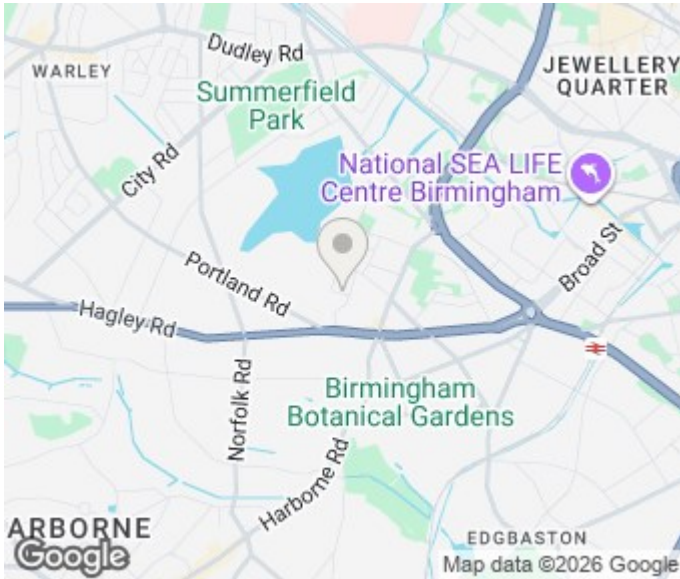 Dudley Rd
WARLEY
JEWELLERY
QUARTER
Summerfield
Park
City Rd
National SEA LIFE
Centre Birmingham
Broad St
Portland Rd
Hagley Rd
Norfolk Rd
Birmingham
Botanical Gardens
Harborne Rd
ARBORNE
EDGBASTON
Google
Map data ©2026 Google